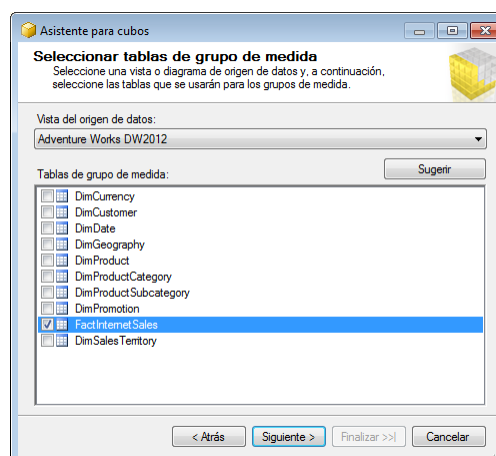 Asistente para cubos
Seleccionar tablas de grupo de medida
Seleccione una vista o diagrama de origen de datos y, a continuación,
seleccione las tablas que se usarán para los grupos de medida.
Vista del origen de datos:
Adventure Works DW2012
Tablas de grupo de medida:
Sugerir
DimCurrency
DimCustomer
DimDate
DimGeography
DimProduct
DimProductCategory
DimProductSubcategory
DimPromotion
FactInternetSales
DimSalesTerritory
< Atrás
Siguiente >
Finalizar >>|
Cancelar